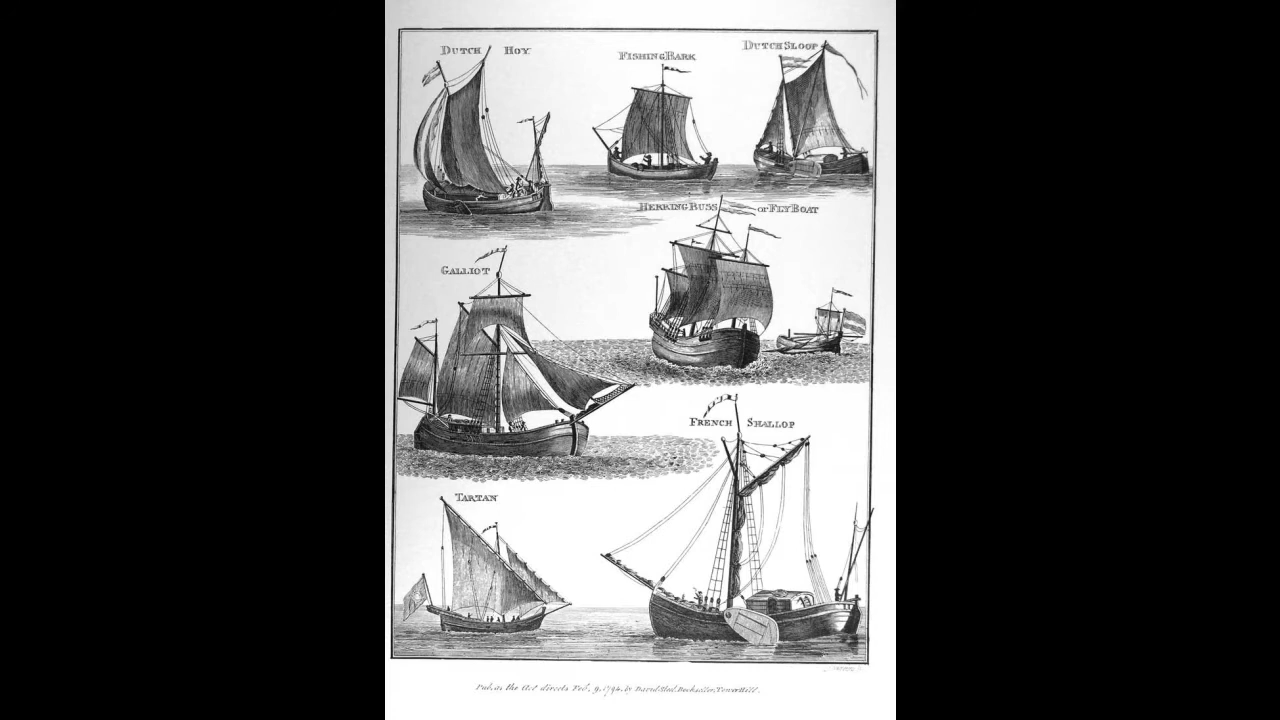 DUTCH HOY
FISHING BARK
DUTCH SLOOP
HERRING BUSS or FLY BOAT
GALLIOT
FRENCH SHALLOP
TARTAN
Pub. as the Act directs Feb. 9, 1794, by David Steel, Bookseller, Tower Hill.